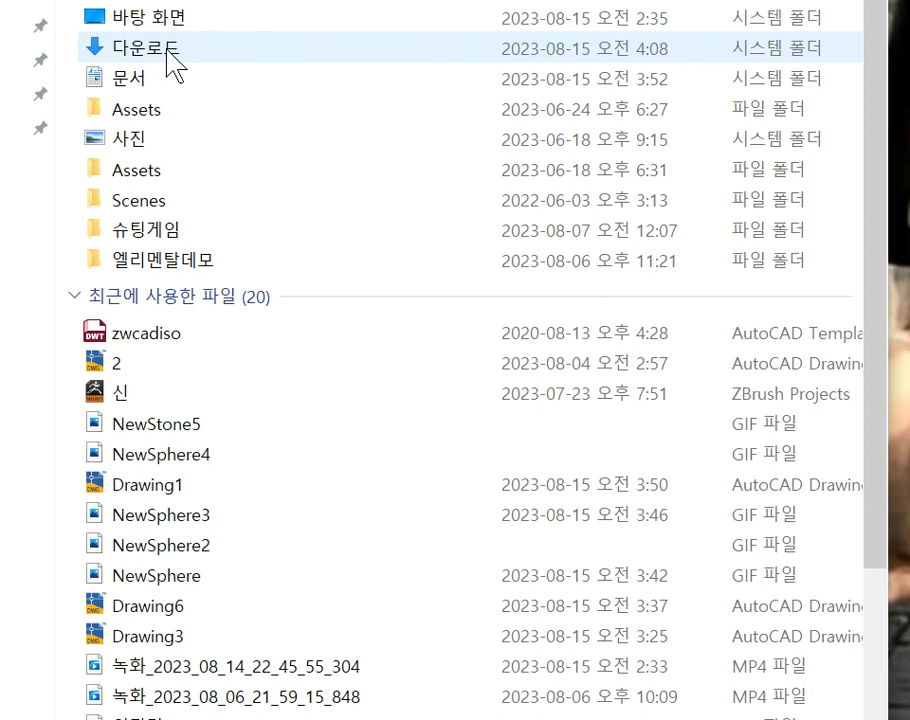 바탕 화면 2023-08-15 오전 2:35 시스템 폴더
다운로드 2023-08-15 오전 4:08 시스템 폴더
문서 2023-08-15 오전 3:52 시스템 폴더
Assets 2023-06-24 오후 6:27 파일 폴더
사진 2023-06-18 오후 9:15 시스템 폴더
Assets 2023-06-18 오후 6:31 파일 폴더
Scenes 2022-06-03 오후 3:13 파일 폴더
슈팅게임 2023-08-07 오전 12:07 파일 폴더
엘리멘탈데모 2023-08-06 오후 11:21 파일 폴더
최근에 사용한 파일 (20)
zwcadiso 2020-08-13 오후 4:28 AutoCAD Templa
2 2023-08-04 오전 2:57 AutoCAD Drawin
신 2023-07-23 오후 7:51 ZBrush Projects
NewStone5 GIF 파일
NewSphere4 GIF 파일
Drawing1 2023-08-15 오전 3:50 AutoCAD Drawin
NewSphere3 2023-08-15 오전 3:46 GIF 파일
NewSphere2 GIF 파일
NewSphere 2023-08-15 오전 3:42 GIF 파일
Drawing6 2023-08-15 오전 3:37 AutoCAD Drawin
Drawing3 2023-08-15 오전 3:25 AutoCAD Drawin
녹화_2023_08_14_22_45_55_304 2023-08-15 오전 2:33 MP4 파일
녹화_2023_08_06_21_59_15_848 2023-08-06 오후 10:09 MP4 파일